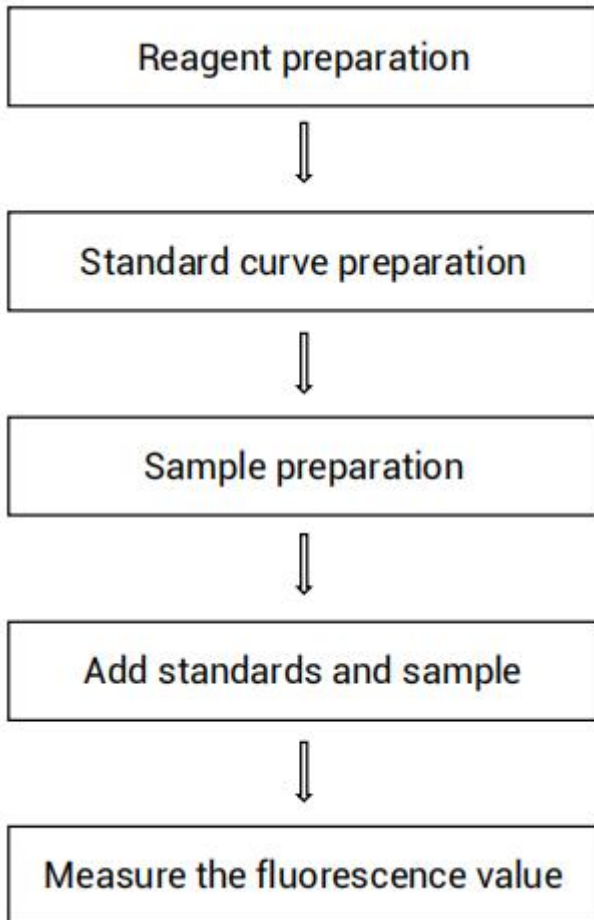 Reagent preparation
Standard curve preparation
Sample preparation
Add standards and sample
Measure the fluorescence value